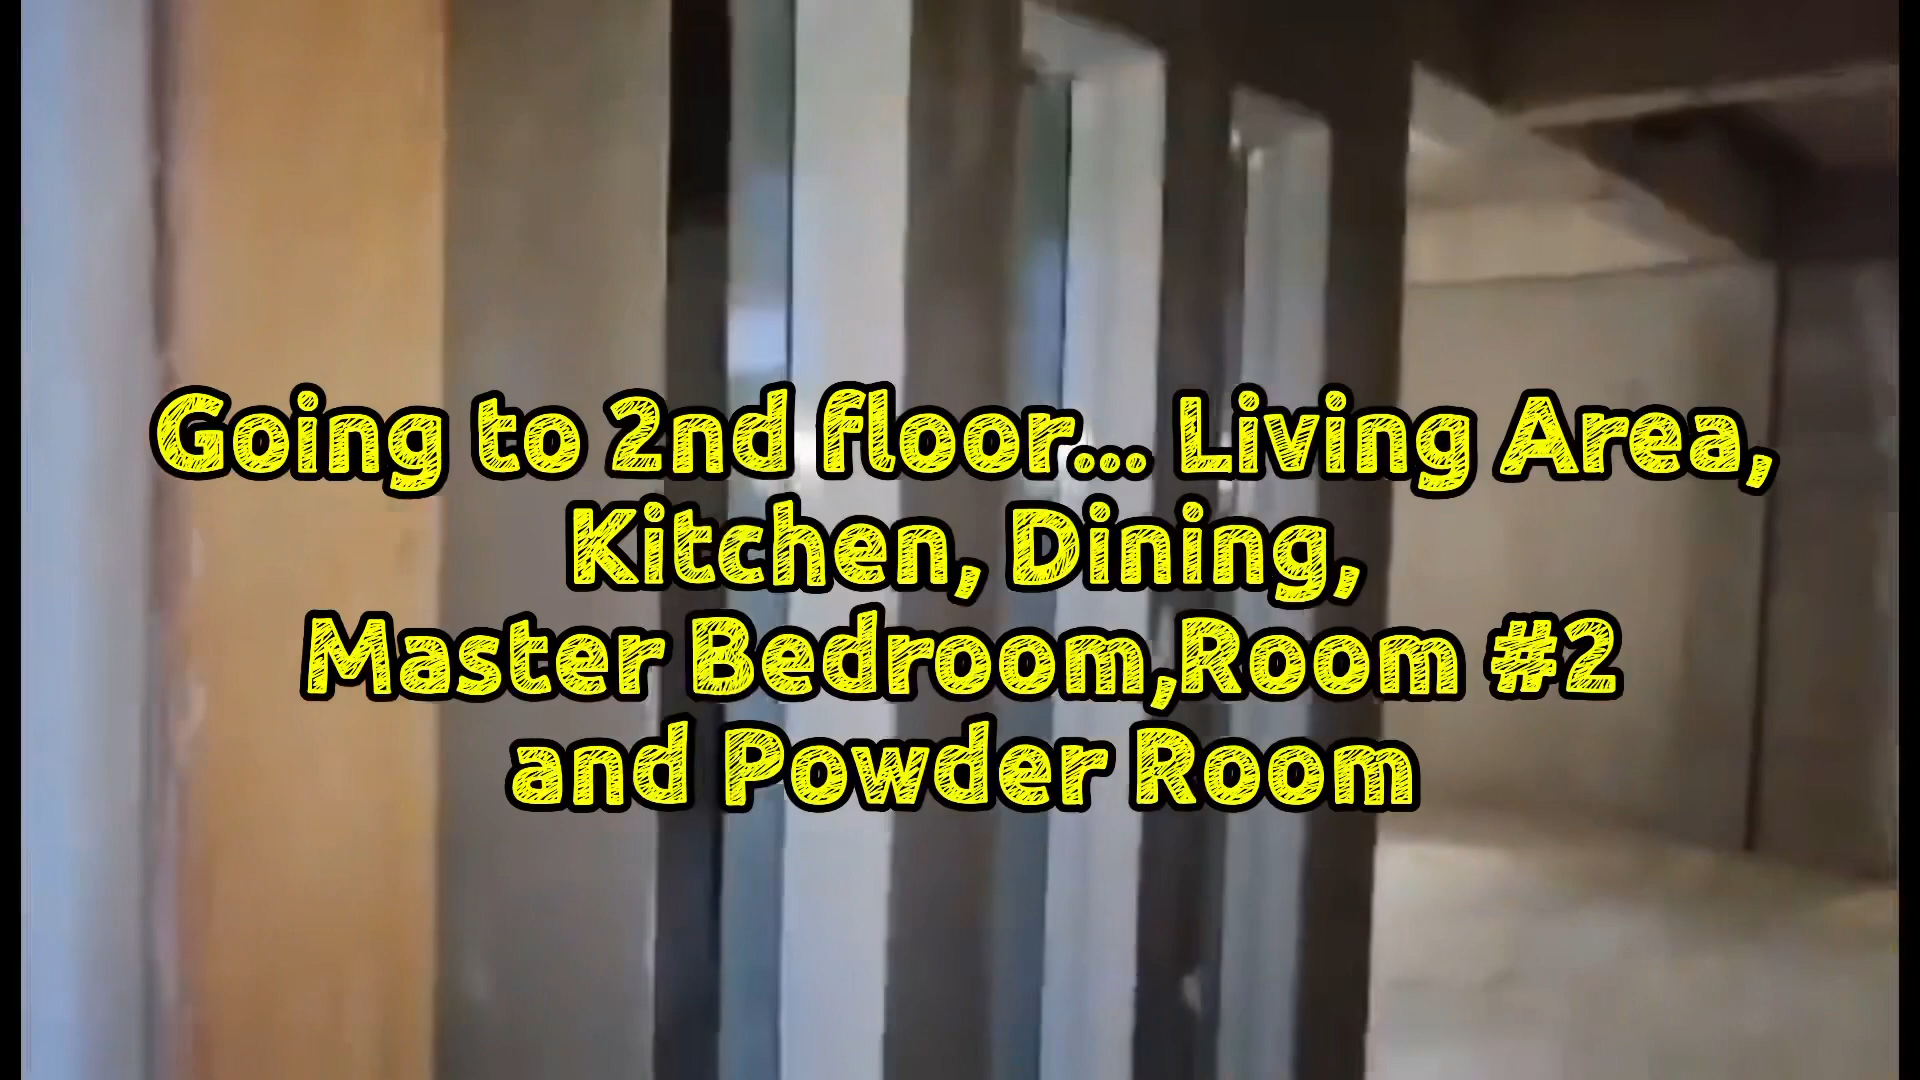 Going to 2nd floor... Living Area,
Kitchen, Dining,
Master Bedroom,Room #2
and Powder Room